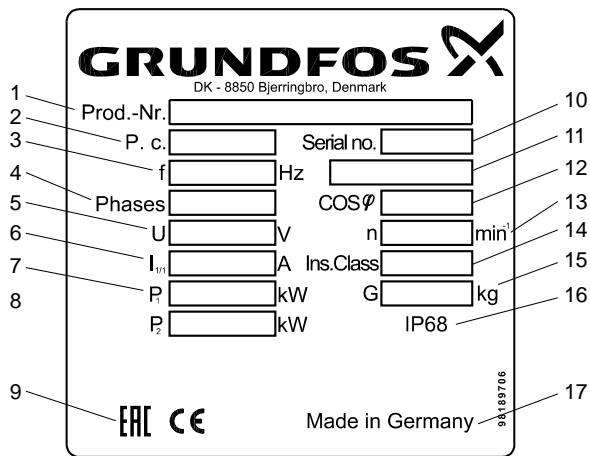 GRUNDFOS
DK - 8850 Bjerringbro, Denmark
1 Prod.-Nr.
2 P. c. Serial no. 10
3 f Hz 11
4 Phases COSφ 12
5 U V n min⁻¹ 13
6 I1/1 A Ins.Class 14
7 P1 kW G kg 15
8 P2 kW IP68 16
9 EAC CE Made in Germany 17
98189706